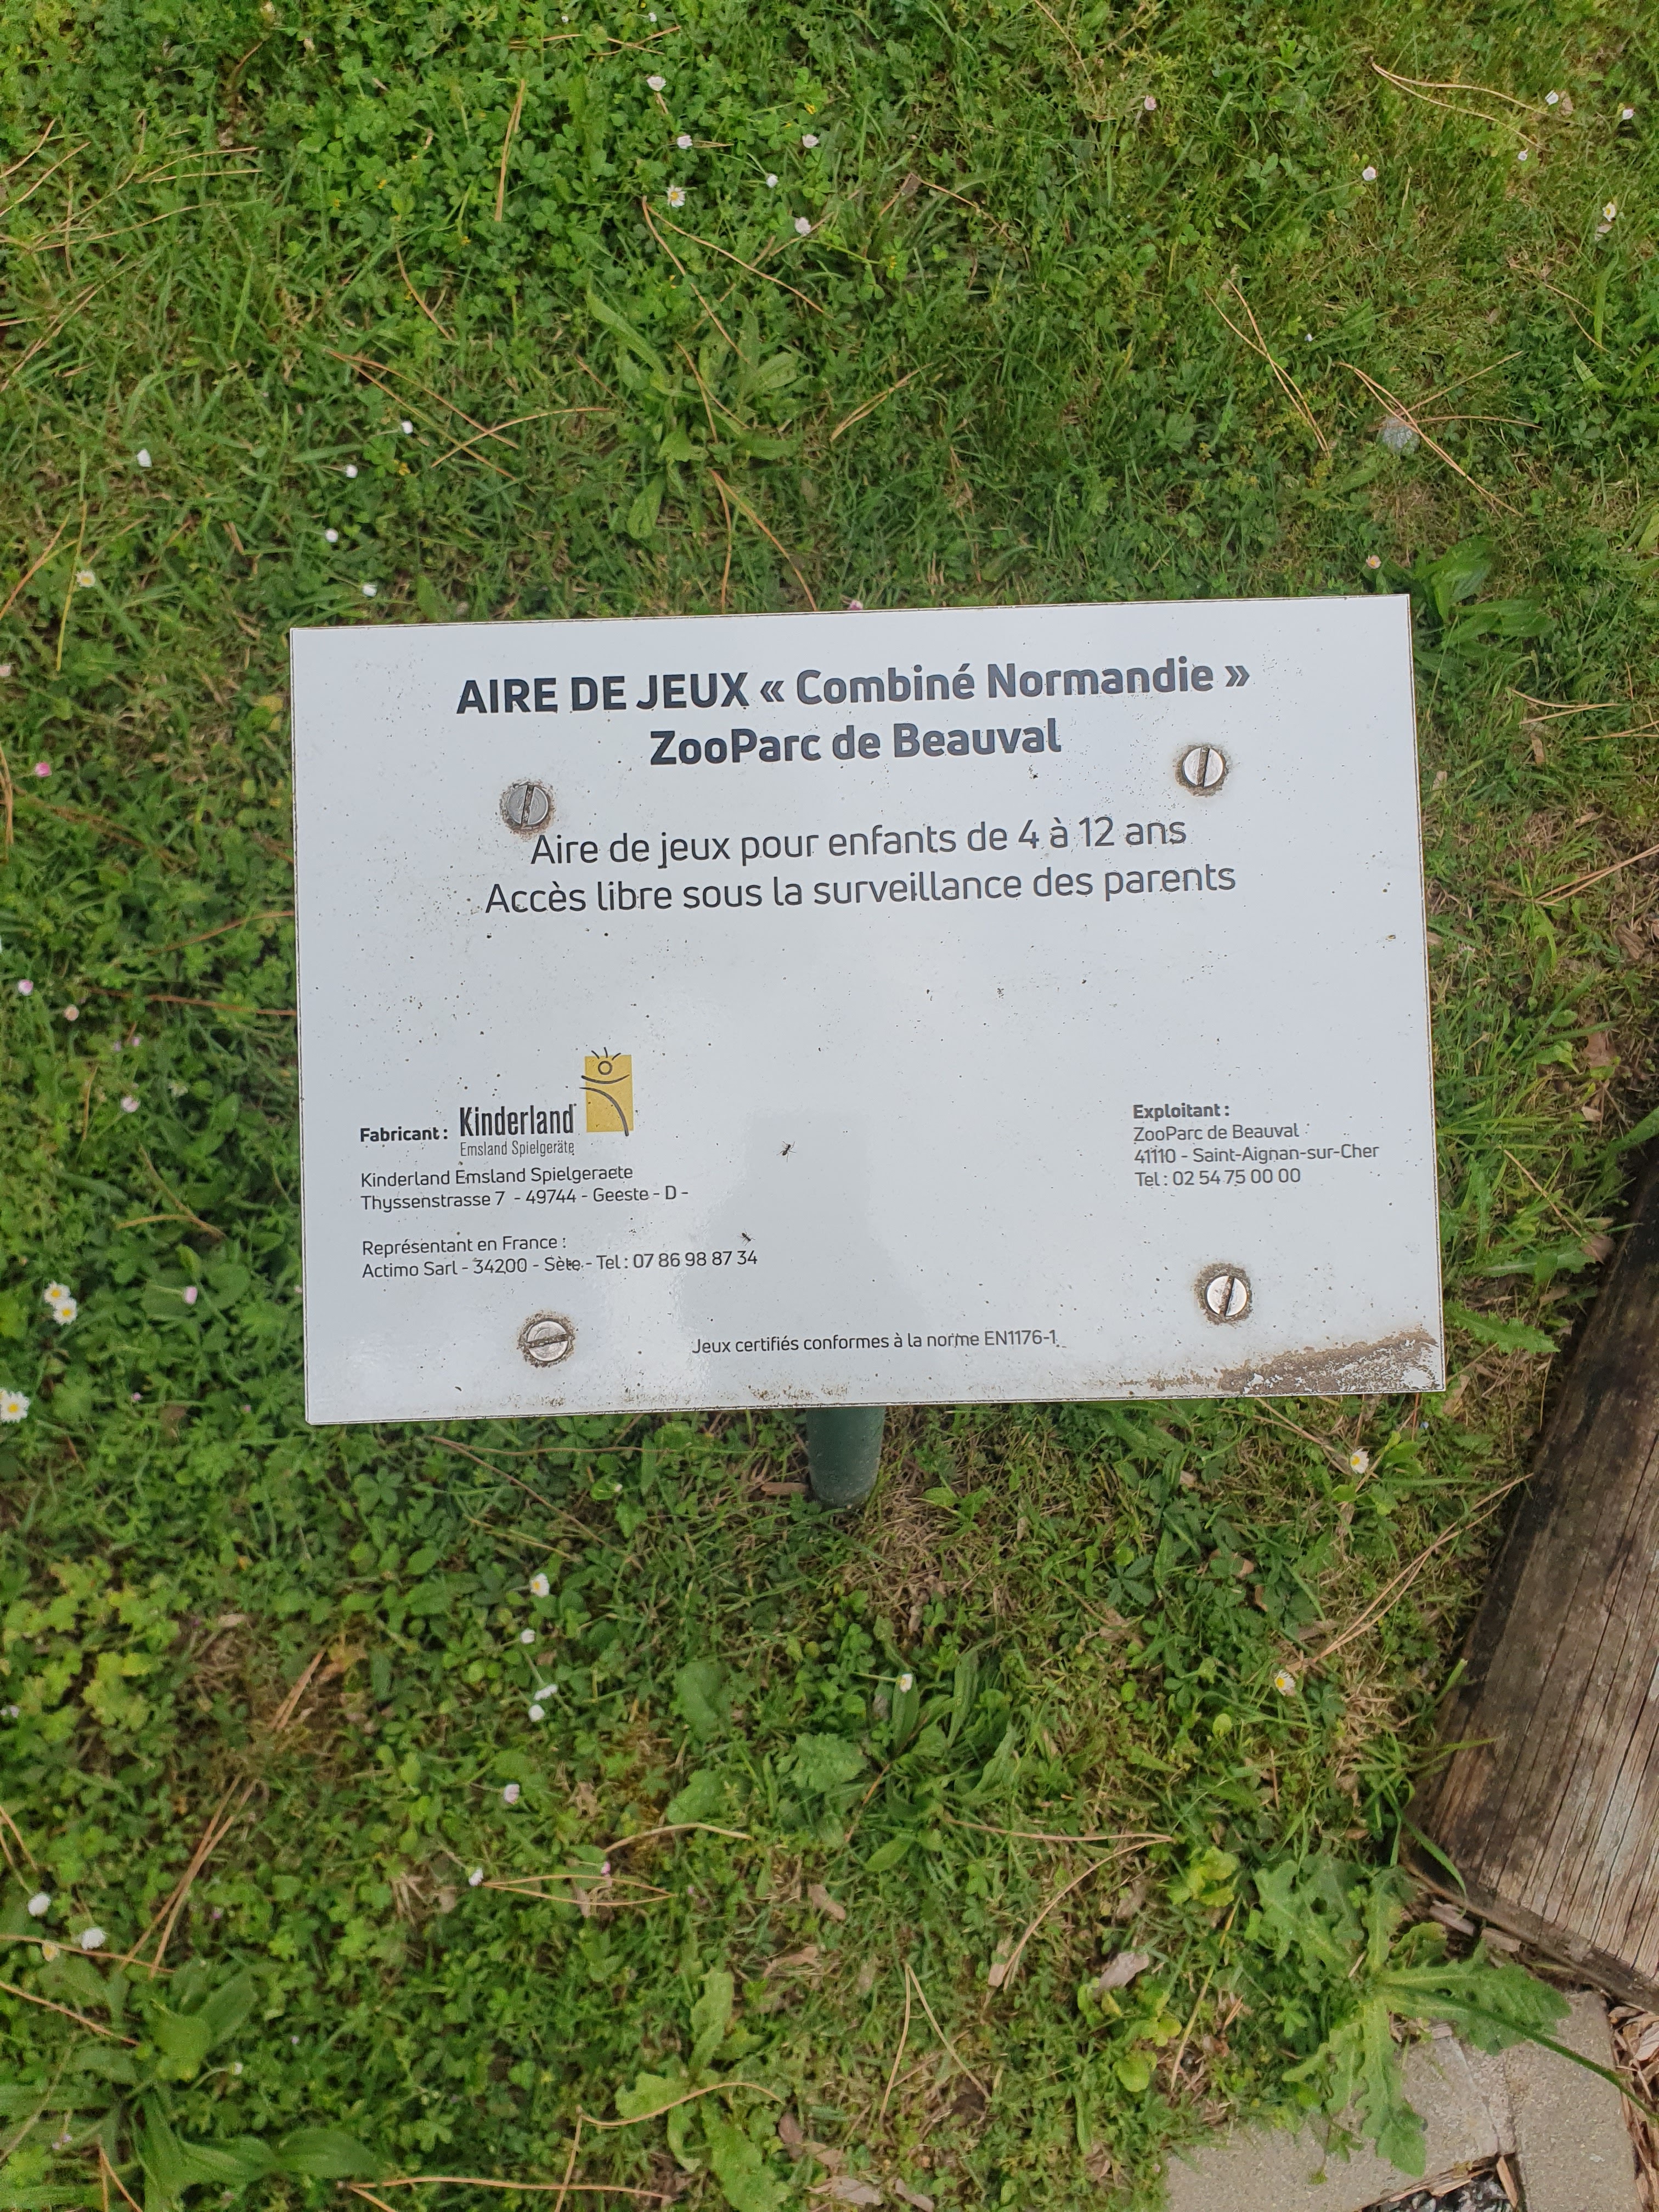 AIRE DE JEUX « Combiné Normandie »
ZooParc de Beauval
Aire de jeux pour enfants de 4 à 12 ans
Accès libre sous la surveillance des parents
Fabricant : Kinderland
Emsland Spielgeräte
Kinderland Emsland Spielgeraete
Thyssenstrasse 7 - 49744 - Geeste - D -
Représentant en France :
Actimo Sarl - 34200 - Sète - Tel : 07 86 98 87 34
Exploitant :
ZooParc de Beauval
41110 - Saint-Aignan-sur-Cher
Tel : 02 54 75 00 00
Jeux certifiés conformes à la norme EN1176-1